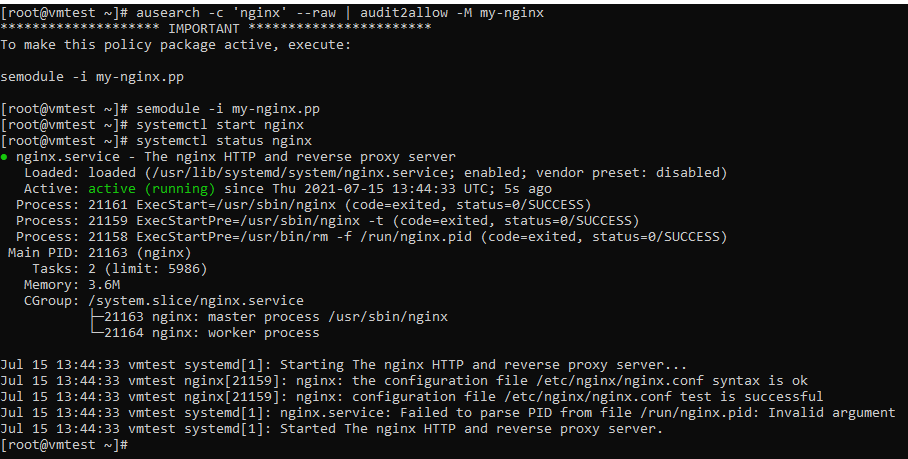 [root@vmtest ~]# ausearch -c 'nginx' --raw | audit2allow -M my-nginx
******************** IMPORTANT ***********************
To make this policy package active, execute:
semodule -i my-nginx.pp
[root@vmtest ~]# semodule -i my-nginx.pp
[root@vmtest ~]# systemctl start nginx
[root@vmtest ~]# systemctl status nginx
● nginx.service - The nginx HTTP and reverse proxy server
   Loaded: loaded (/usr/lib/systemd/system/nginx.service; enabled; vendor preset: disabled)
   Active: active (running) since Thu 2021-07-15 13:44:33 UTC; 5s ago
  Process: 21161 ExecStart=/usr/sbin/nginx (code=exited, status=0/SUCCESS)
  Process: 21159 ExecStartPre=/usr/sbin/nginx -t (code=exited, status=0/SUCCESS)
  Process: 21158 ExecStartPre=/usr/bin/rm -f /run/nginx.pid (code=exited, status=0/SUCCESS)
 Main PID: 21163 (nginx)
    Tasks: 2 (limit: 5986)
   Memory: 3.6M
   CGroup: /system.slice/nginx.service
           ├─21163 nginx: master process /usr/sbin/nginx
           └─21164 nginx: worker process
Jul 15 13:44:33 vmtest systemd[1]: Starting The nginx HTTP and reverse proxy server...
Jul 15 13:44:33 vmtest nginx[21159]: nginx: the configuration file /etc/nginx/nginx.conf syntax is ok
Jul 15 13:44:33 vmtest nginx[21159]: nginx: configuration file /etc/nginx/nginx.conf test is successful
Jul 15 13:44:33 vmtest systemd[1]: nginx.service: Failed to parse PID from file /run/nginx.pid: Invalid argument
Jul 15 13:44:33 vmtest systemd[1]: Started The nginx HTTP and reverse proxy server.
[root@vmtest ~]#